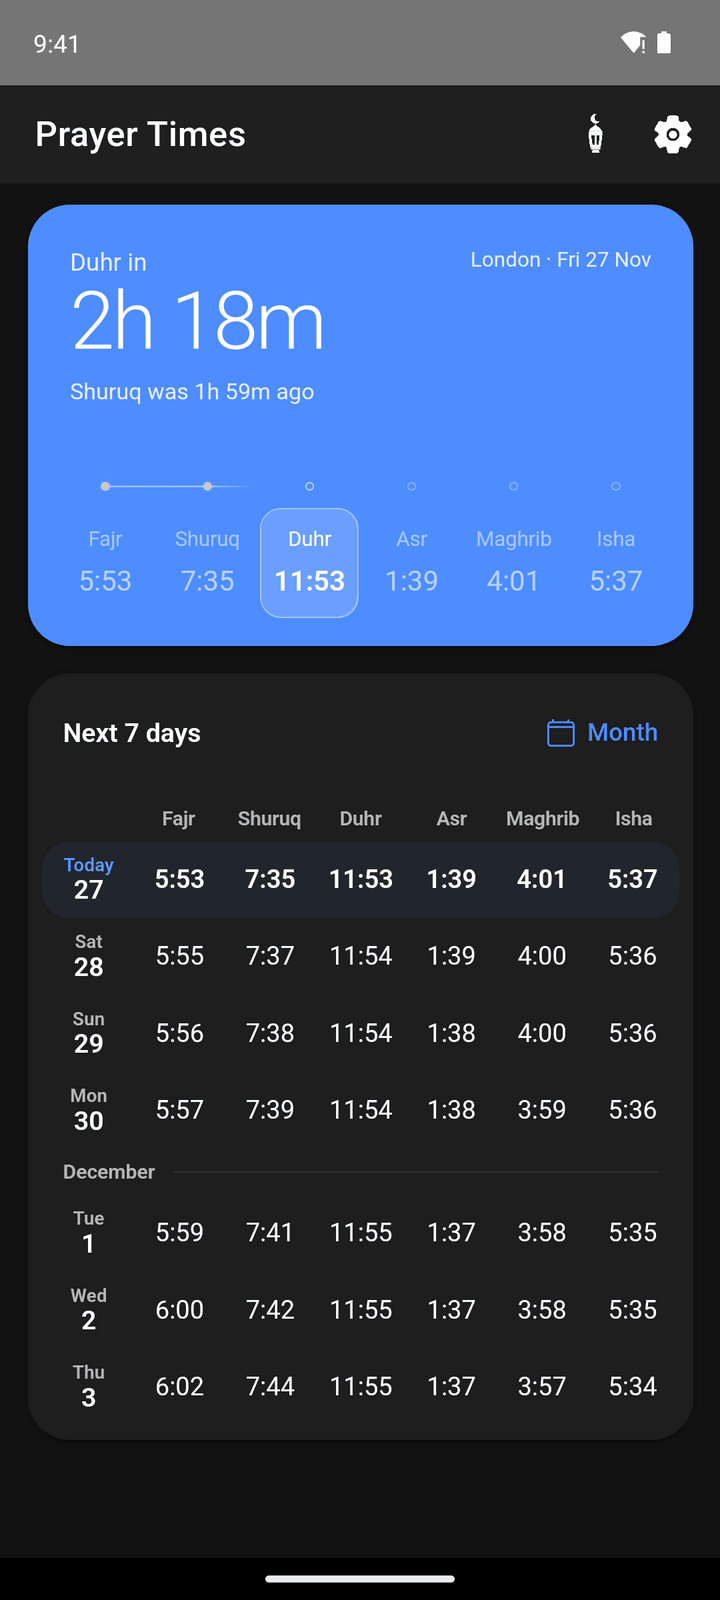 9:41
Prayer Times
Duhr in
London · Fri 27 Nov
2h 18m
Shuruq was 1h 59m ago
Fajr Shuruq Duhr Asr Maghrib Isha
5:53 7:35 11:53 1:39 4:01 5:37
Next 7 days
Month
Fajr Shuruq Duhr Asr Maghrib Isha
Today
27 5:53 7:35 11:53 1:39 4:01 5:37
Sat
28 5:55 7:37 11:54 1:39 4:00 5:36
Sun
29 5:56 7:38 11:54 1:38 4:00 5:36
Mon
30 5:57 7:39 11:54 1:38 3:59 5:36
December
Tue
1 5:59 7:41 11:55 1:37 3:58 5:35
Wed
2 6:00 7:42 11:55 1:37 3:58 5:35
Thu
3 6:02 7:44 11:55 1:37 3:57 5:34